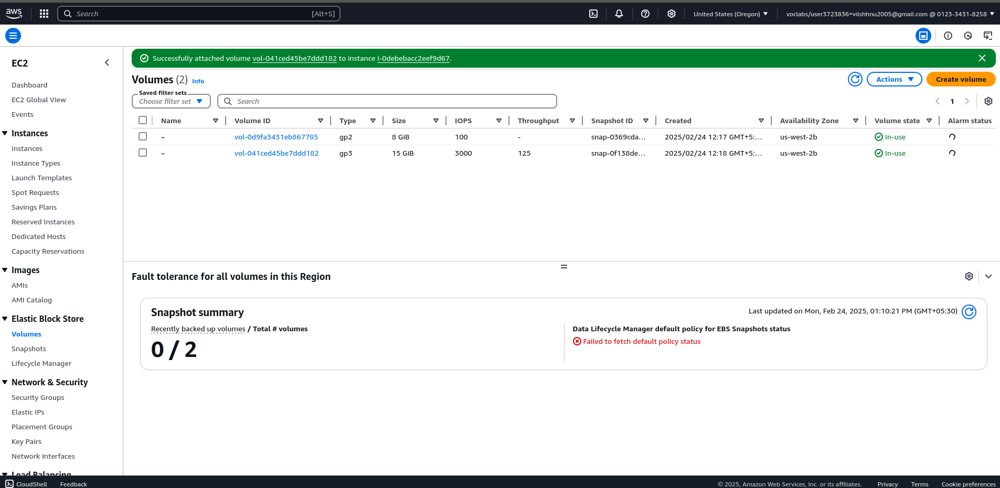 aws
Search [Alt+S]
United States (Oregon)
voclabs/user3723836=viishhnu2005@gmail.com @ 0123-3431-8258
EC2
Dashboard
EC2 Global View
Events
Instances
Instances
Instance Types
Launch Templates
Spot Requests
Savings Plans
Reserved Instances
Dedicated Hosts
Capacity Reservations
Images
AMIs
AMI Catalog
Elastic Block Store
Volumes
Snapshots
Lifecycle Manager
Network & Security
Security Groups
Elastic IPs
Placement Groups
Key Pairs
Network Interfaces
Load Balancing
Successfully attached volume vol-041ced45be7ddd182 to instance i-0debebacc2eef9d67.
Volumes (2) Info
Actions
Create volume
Saved filter sets
Choose filter set
Search
1
Name Volume ID Type Size IOPS Throughput Snapshot ID Created Availability Zone Volume state Alarm status
– vol-0d9fa3431eb867785 gp2 8 GiB 100 - snap-0369cda... 2025/02/24 12:17 GMT+5:... us-west-2b In-use
– vol-041ced45be7ddd182 gp3 15 GiB 3000 125 snap-0f138de... 2025/02/24 12:18 GMT+5:... us-west-2b In-use
Fault tolerance for all volumes in this Region
Snapshot summary
Last updated on Mon, Feb 24, 2025, 01:10:21 PM (GMT+05:30)
Recently backed up volumes / Total # volumes
0 / 2
Data Lifecycle Manager default policy for EBS Snapshots status
Failed to fetch default policy status
CloudShell Feedback
© 2025, Amazon Web Services, Inc. or its affiliates. Privacy Terms Cookie preferences